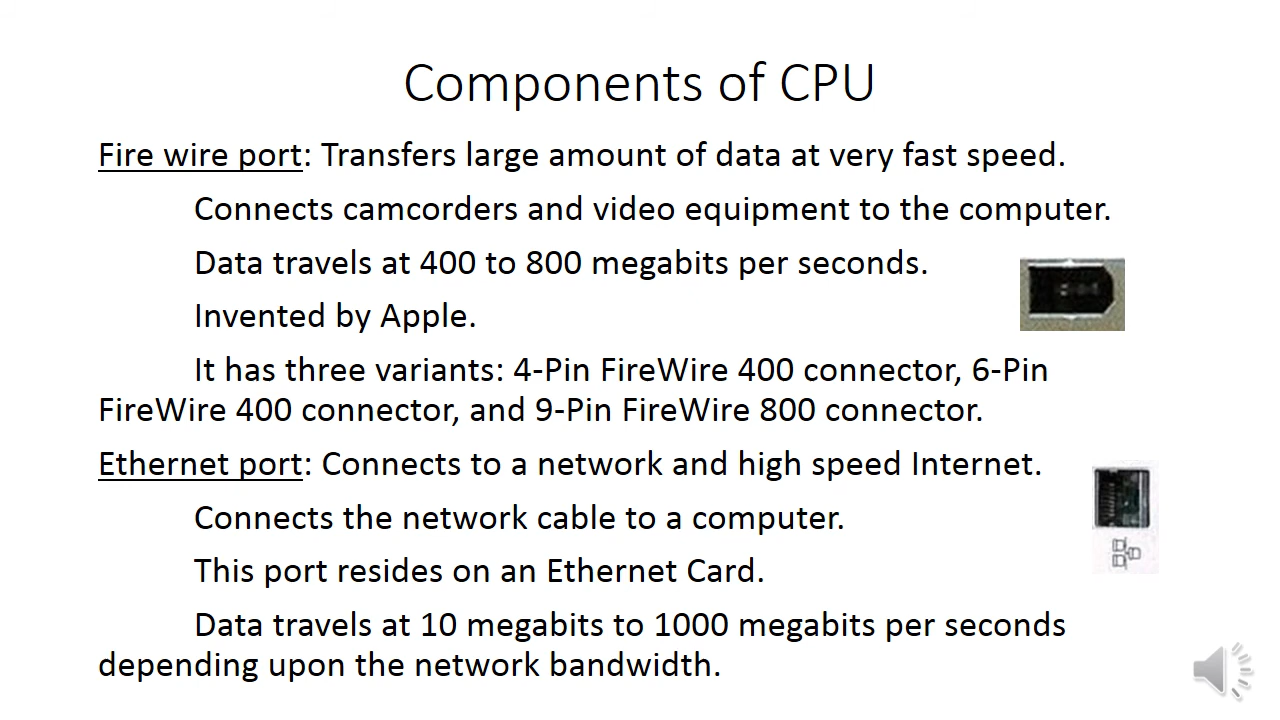 Components of CPU
Fire wire port: Transfers large amount of data at very fast speed.
Connects camcorders and video equipment to the computer.
Data travels at 400 to 800 megabits per seconds.
Invented by Apple.
It has three variants: 4-Pin FireWire 400 connector, 6-Pin
FireWire 400 connector, and 9-Pin FireWire 800 connector.
Ethernet port: Connects to a network and high speed Internet.
Connects the network cable to a computer.
This port resides on an Ethernet Card.
Data travels at 10 megabits to 1000 megabits per seconds
depending upon the network bandwidth.